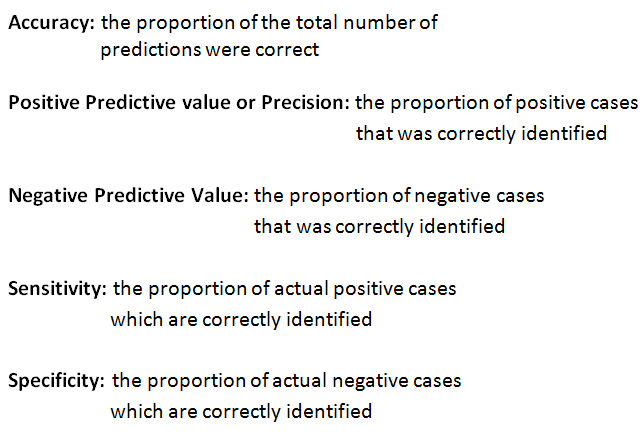 Accuracy: the proportion of the total number of
predictions were correct
Positive Predictive value or Precision: the proportion of positive cases
that was correctly identified
Negative Predictive Value: the proportion of negative cases
that was correctly identified
Sensitivity: the proportion of actual positive cases
which are correctly identified
Specificity: the proportion of actual negative cases
which are correctly identified